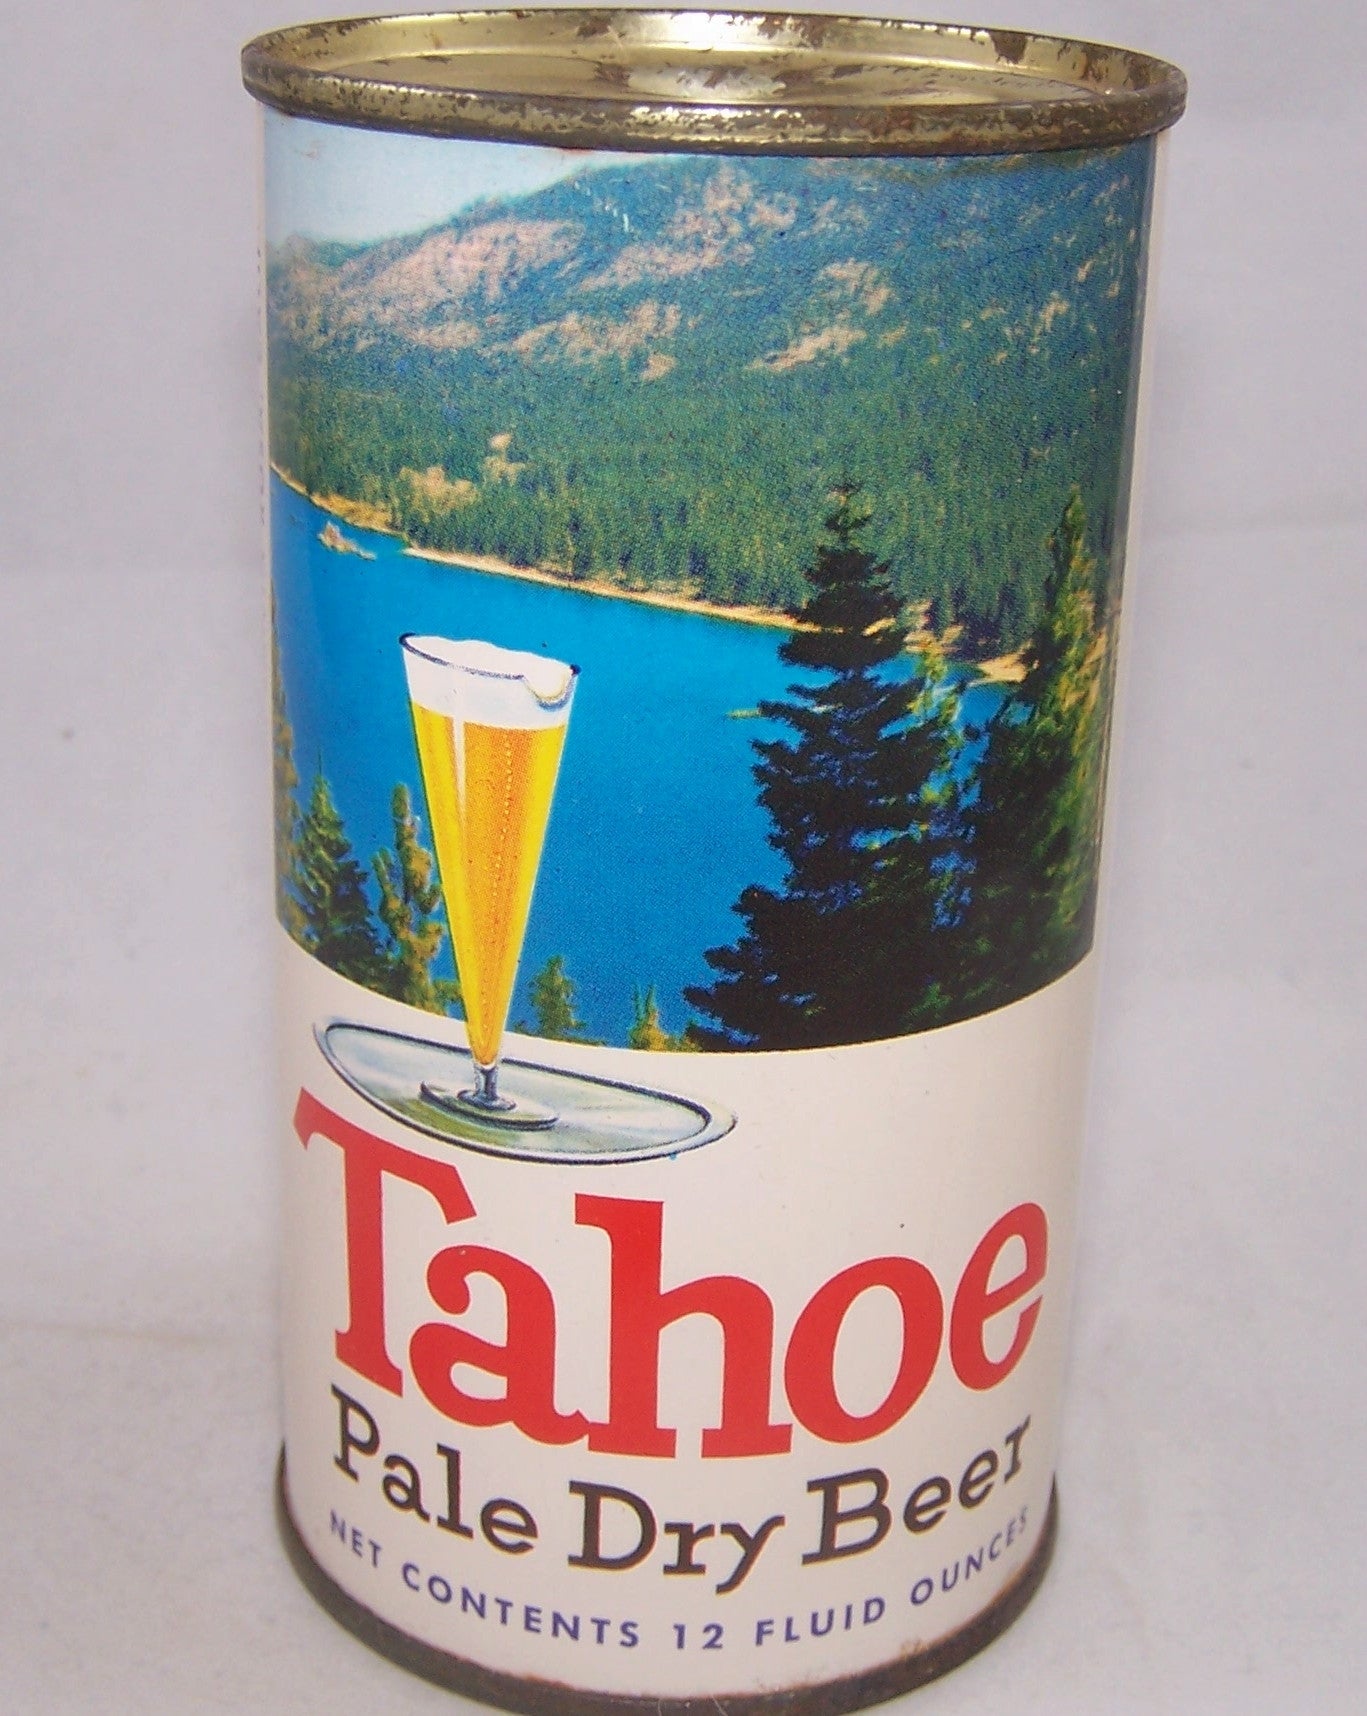 Tahoe
Pale Dry Beer
NET CONTENTS 12 FLUID OUNCES